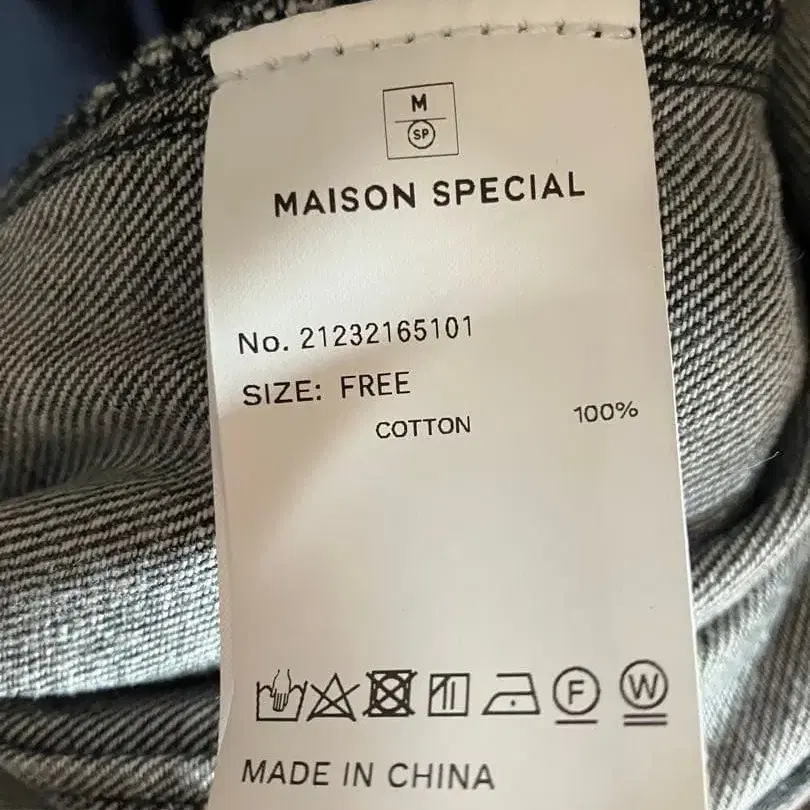 M
SP
MAISON SPECIAL
No. 21232165101
SIZE: FREE
COTTON 100%
F W
MADE IN CHINA